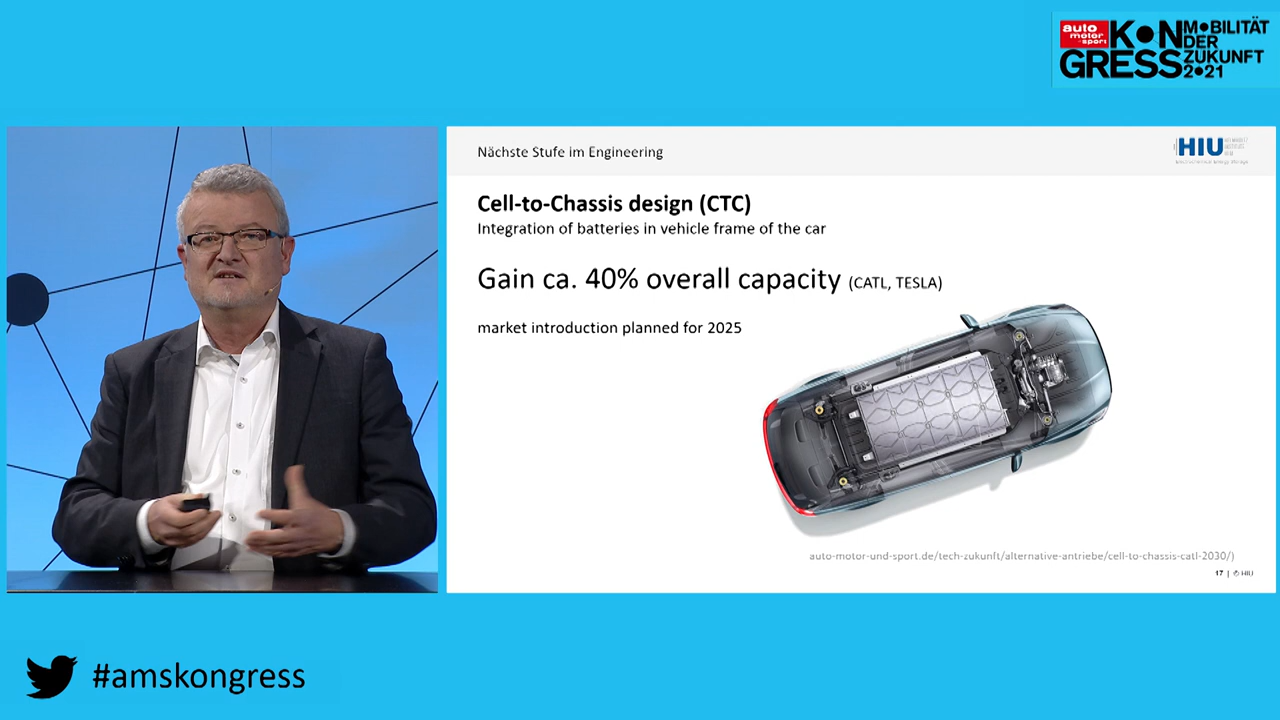 auto
motor
sport
KON
GRESS
MOBILITÄT
DER
ZUKUNFT
2021
Nächste Stufe im Engineering
HIU
Electrochemical Energy Storage
Cell-to-Chassis design (CTC)
Integration of batteries in vehicle frame of the car
Gain ca. 40% overall capacity (CATL, TESLA)
market introduction planned for 2025
auto-motor-und-sport.de/tech-zukunft/alternative-antriebe/cell-to-chassis-catl-2030/)
17 | © HIU
#amskongress